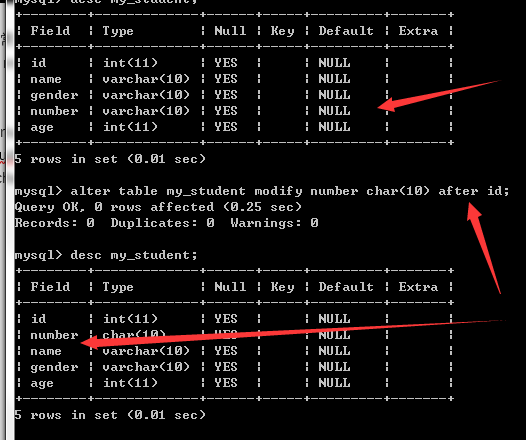 mysql> desc my_student;
+--------+-------------+------+-----+---------+-------+
| Field | Type | Null | Key | Default | Extra |
+--------+-------------+------+-----+---------+-------+
| id | int(11) | YES | | NULL | |
| name | varchar(10) | YES | | NULL | |
| gender | varchar(10) | YES | | NULL | |
| number | varchar(10) | YES | | NULL | |
| age | int(11) | YES | | NULL | |
+--------+-------------+------+-----+---------+-------+
5 rows in set (0.01 sec)
mysql> alter table my_student modify number char(10) after id;
Query OK, 0 rows affected (0.25 sec)
Records: 0 Duplicates: 0 Warnings: 0
mysql> desc my_student;
+--------+-------------+------+-----+---------+-------+
| Field | Type | Null | Key | Default | Extra |
+--------+-------------+------+-----+---------+-------+
| id | int(11) | YES | | NULL | |
| number | char(10) | YES | | NULL | |
| name | varchar(10) | YES | | NULL | |
| gender | varchar(10) | YES | | NULL | |
| age | int(11) | YES | | NULL | |
+--------+-------------+------+-----+---------+-------+
5 rows in set (0.01 sec)